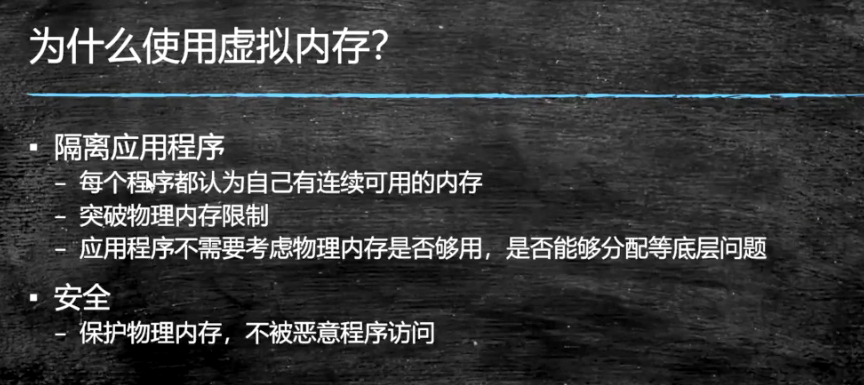 为什么使用虚拟内存?
▪ 隔离应用程序
– 每个程序都认为自己有连续可用的内存
– 突破物理内存限制
– 应用程序不需要考虑物理内存是否够用，是否能够分配等底层问题
▪ 安全
– 保护物理内存，不被恶意程序访问